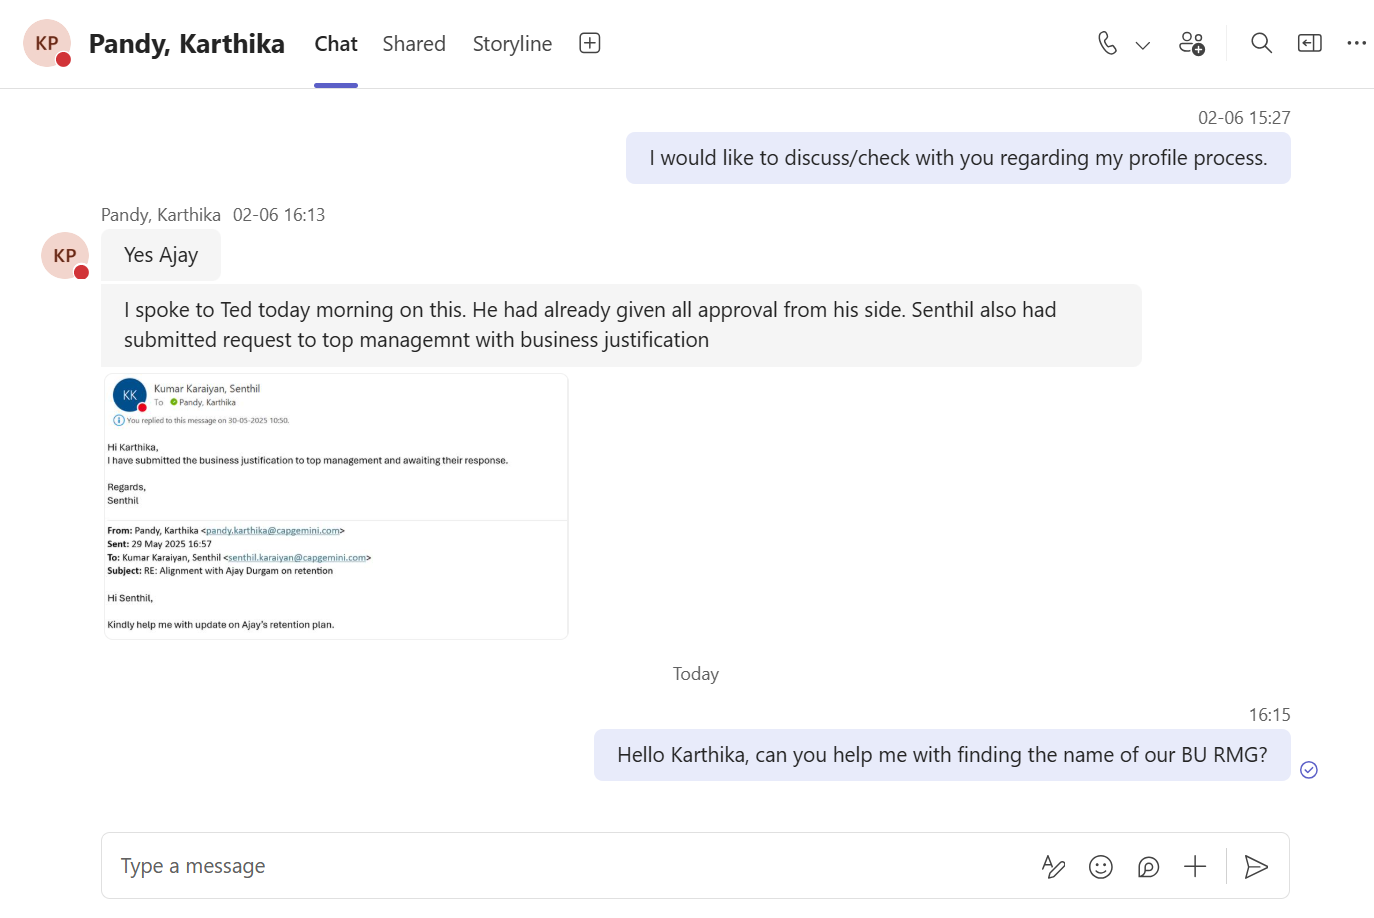 KP
Pandy, Karthika
Chat
Shared
Storyline
02-06 15:27
I would like to discuss/check with you regarding my profile process.
Pandy, Karthika 02-06 16:13
KP
Yes Ajay
I spoke to Ted today morning on this. He had already given all approval from his side. Senthil also had
submitted request to top managemnt with business justification
KK
Kumar Karaiyan, Senthil
To Pandy, Karthika
You replied to this message on 30-05-2025 10:50.
Hi Karthika,
I have submitted the business justification to top management and awaiting their response.
Regards,
Senthil
From: Pandy, Karthika <pandy.karthika@capgemini.com>
Sent: 29 May 2025 16:57
To: Kumar Karaiyan, Senthil <senthil.karaiyan@capgemini.com>
Subject: RE: Alignment with Ajay Durgam on retention
Hi Senthil,
Kindly help me with update on Ajay's retention plan.
Today
16:15
Hello Karthika, can you help me with finding the name of our BU RMG?
Type a message